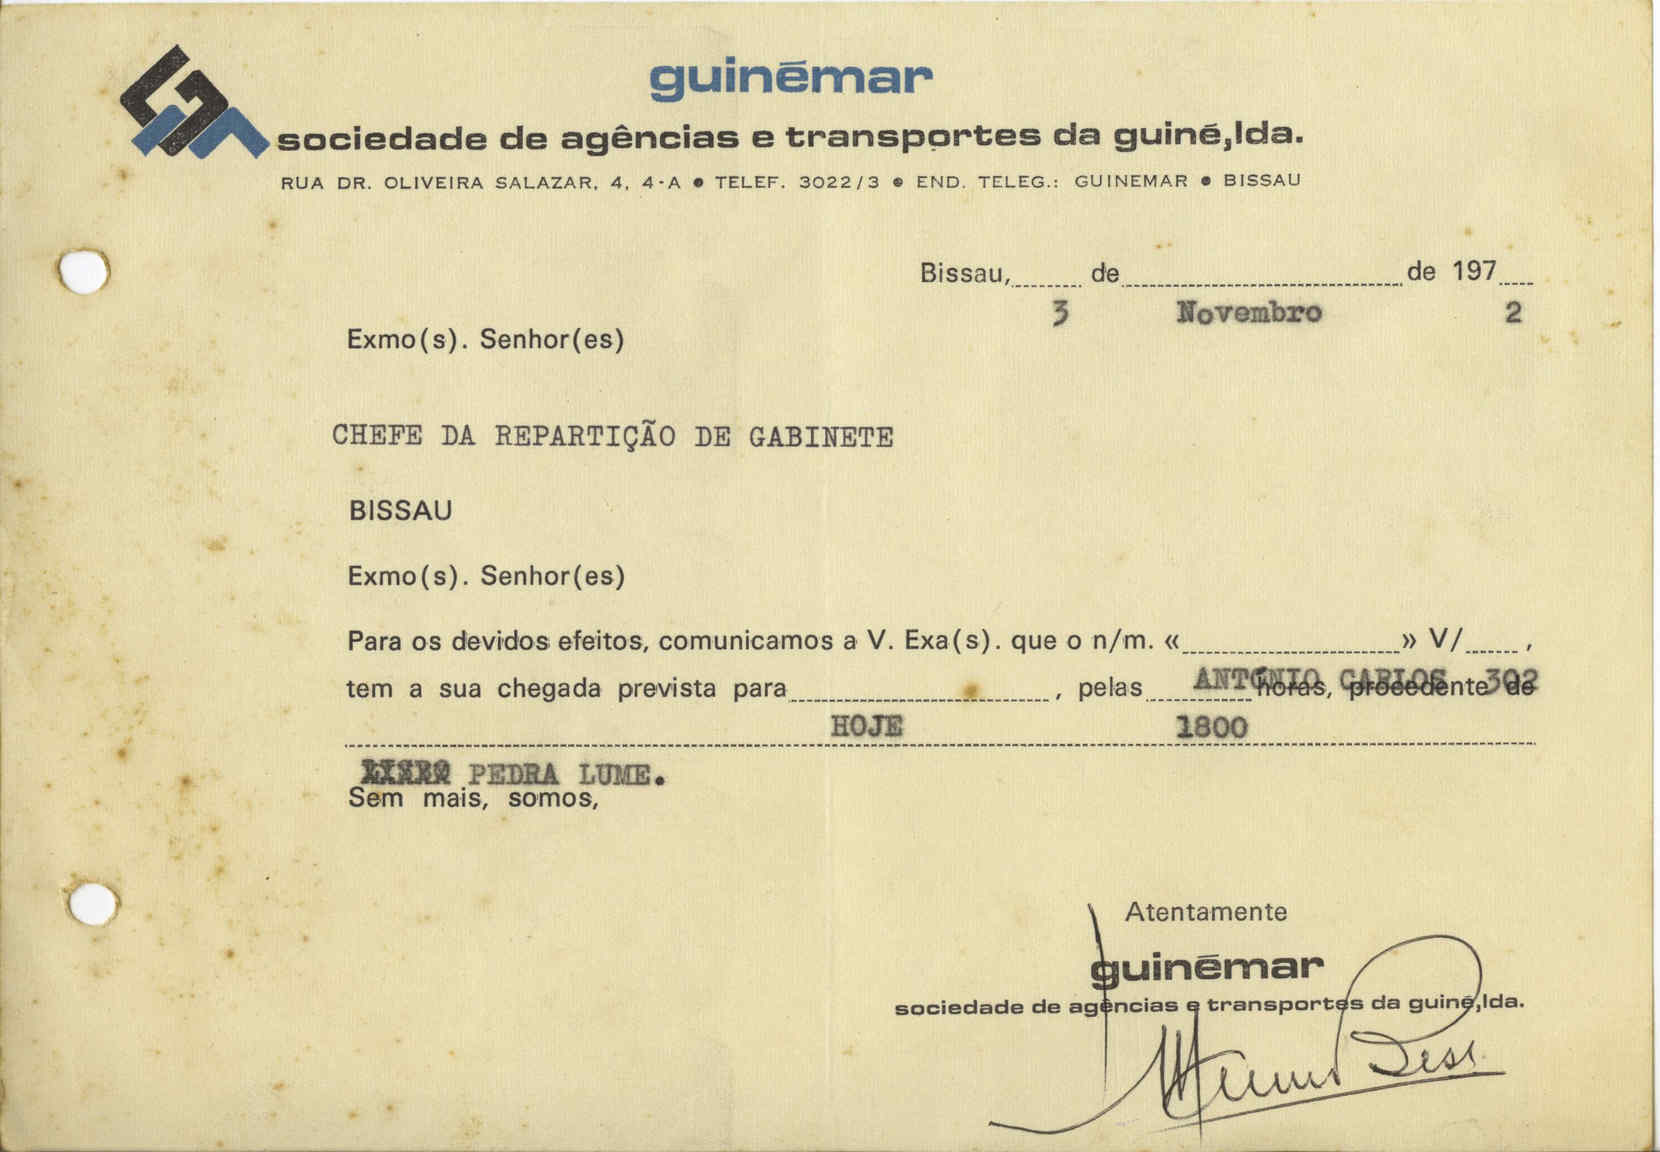 guinémar
sociedade de agências e transportes da guiné,lda.
RUA DR. OLIVEIRA SALAZAR, 4, 4-A ● TELEF. 3022/3 ● END. TELEG.: GUINEMAR ● BISSAU
Bissau, de de 197
3 Novembro 2
Exmo(s). Senhor(es)
CHEFE DA REPARTIÇÃO DE GABINETE
BISSAU
Exmo(s). Senhor(es)
Para os devidos efeitos, comunicamos a V. Exa(s). que o n/m. « » V/ ,
ANTÓNIO CARLOS 302
tem a sua chegada prevista para , pelas horas, procedente de
HOJE 1800
PEDRA LUME.
Sem mais, somos,
Atentamente
guinémar
sociedade de agências e transportes da guiné,lda.